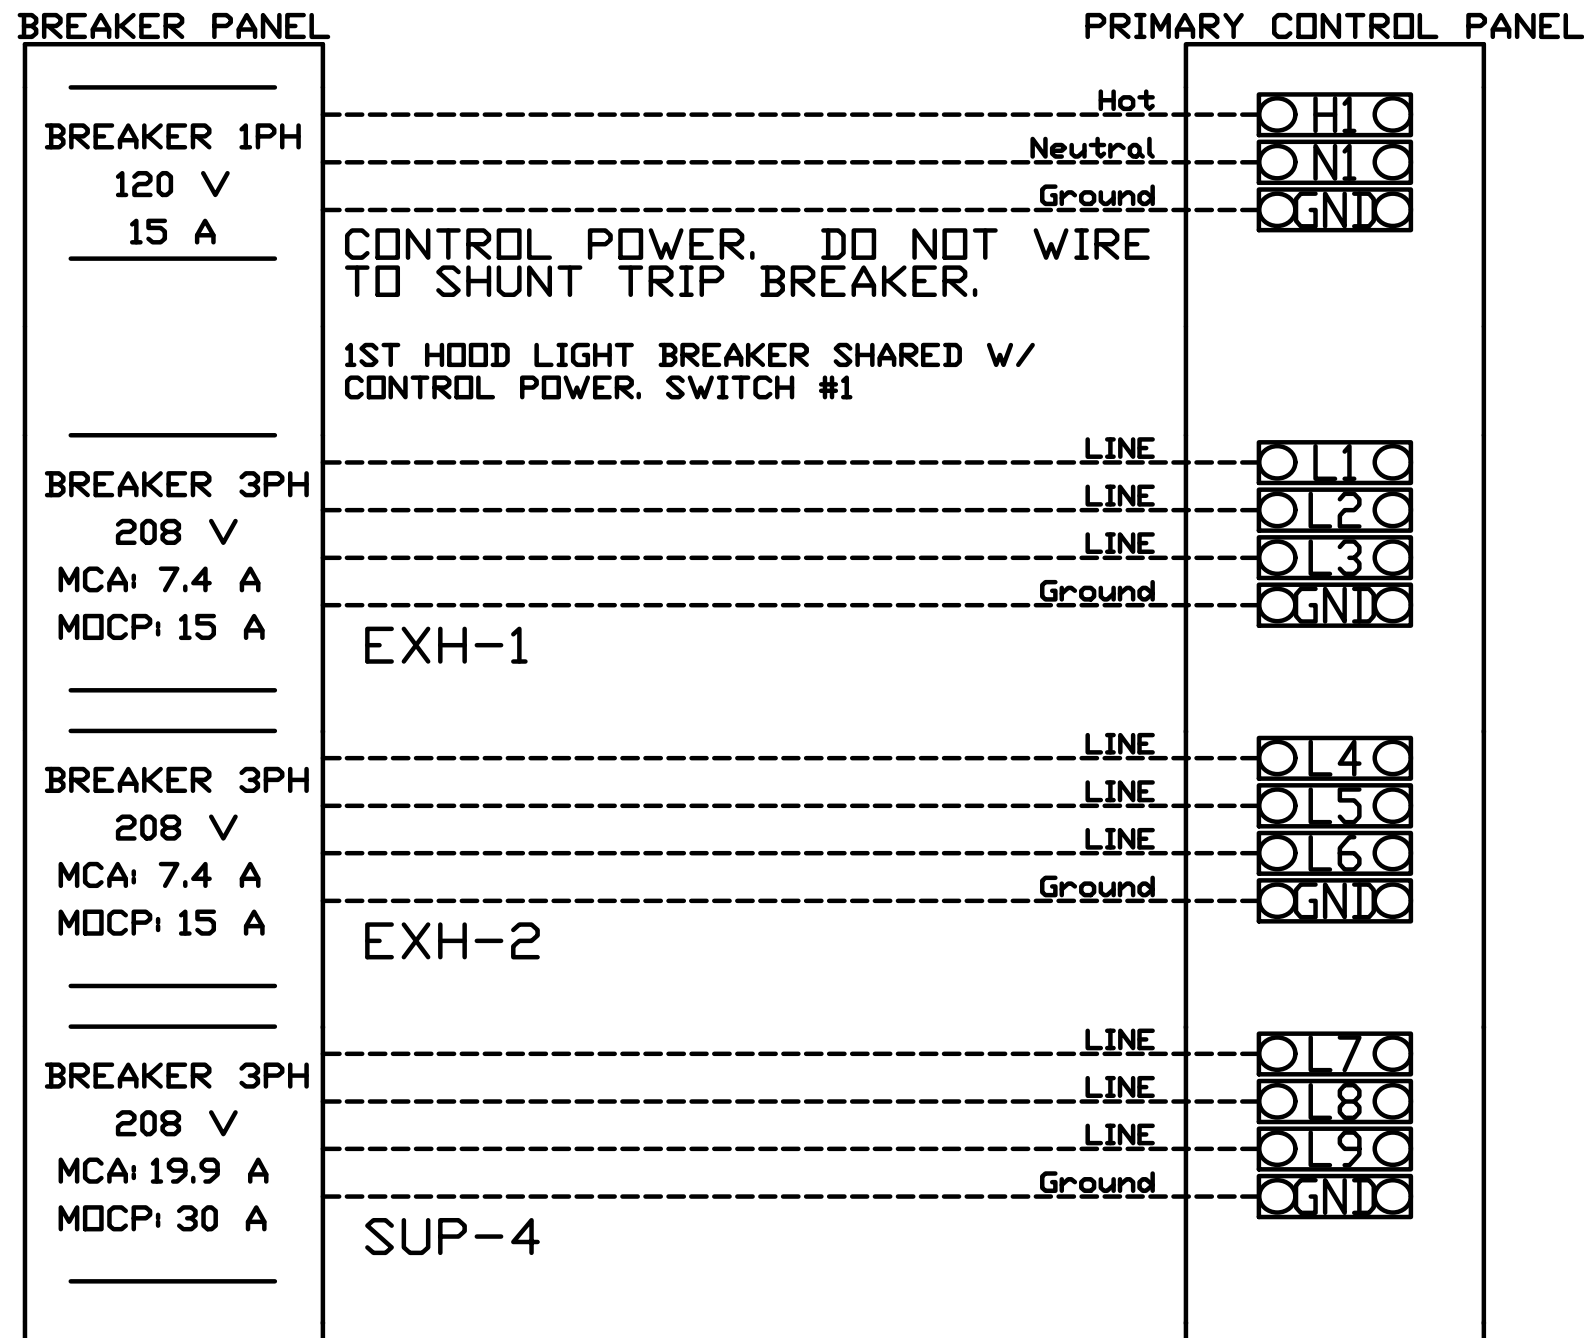 BREAKER PANEL
PRIMARY CONTROL PANEL
BREAKER 1PH
120 V
15 A
Hot
H1
Neutral
N1
Ground
GND
CONTROL POWER. DO NOT WIRE
TO SHUNT TRIP BREAKER.
1ST HOOD LIGHT BREAKER SHARED W/
CONTROL POWER. SWITCH #1
BREAKER 3PH
208 V
MCA: 7.4 A
MOCP: 15 A
LINE
L1
LINE
L2
LINE
L3
Ground
GND
EXH-1
BREAKER 3PH
208 V
MCA: 7.4 A
MOCP: 15 A
LINE
L4
LINE
L5
LINE
L6
Ground
GND
EXH-2
BREAKER 3PH
208 V
MCA: 19.9 A
MOCP: 30 A
LINE
L7
LINE
L8
LINE
L9
Ground
GND
SUP-4